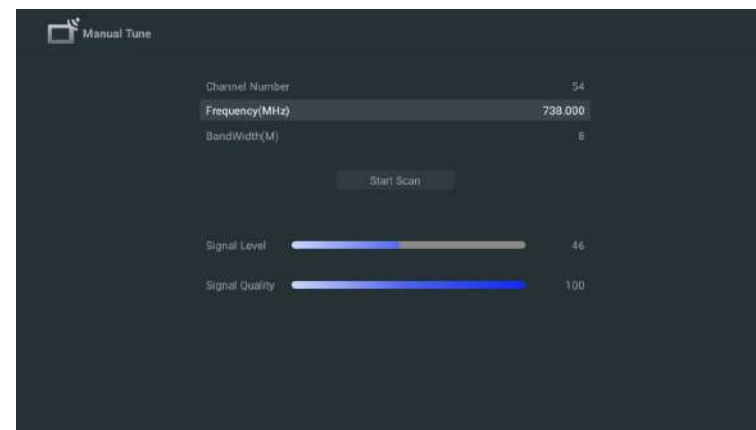 Manual Tune
Channel Number 54
Frequency(MHz) 738.000
BandWidth(M) 8
Start Scan
Signal Level 46
Signal Quality 100